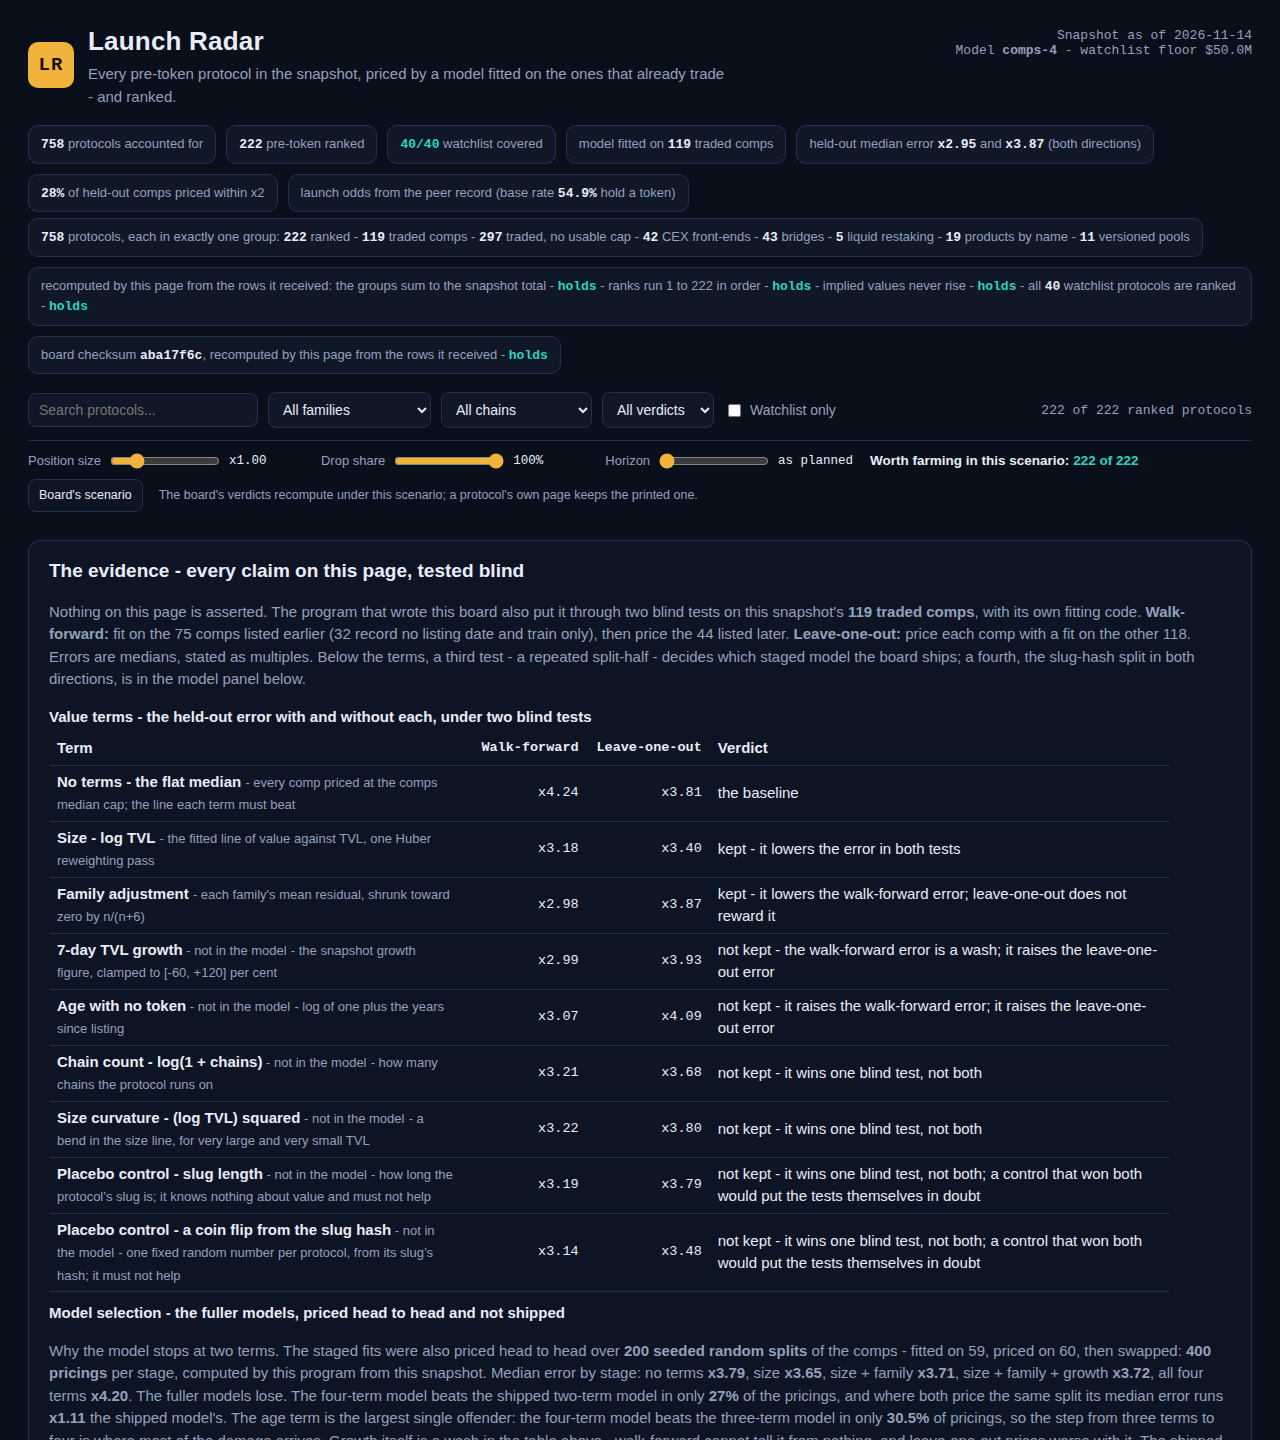 LR
Launch Radar
Every pre-token protocol in the snapshot, priced by a model fitted on the ones that already trade
- and ranked.
Snapshot as of 2026-11-14
Model comps-4 - watchlist floor $50.0M
758 protocols accounted for
222 pre-token ranked
40/40 watchlist covered
model fitted on 119 traded comps
held-out median error x2.95 and x3.87 (both directions)
28% of held-out comps priced within x2
launch odds from the peer record (base rate 54.9% hold a token)
758 protocols, each in exactly one group: 222 ranked - 119 traded comps - 297 traded, no usable cap - 42 CEX front-ends - 43 bridges - 5 liquid restaking - 19 products by name - 11 versioned pools
recomputed by this page from the rows it received: the groups sum to the snapshot total - holds - ranks run 1 to 222 in order - holds - implied values never rise - holds - all 40 watchlist protocols are ranked
- holds
board checksum aba17f6c, recomputed by this page from the rows it received - holds
Search protocols...
All families
All chains
All verdicts
Watchlist only
222 of 222 ranked protocols
Position size
x1.00
Drop share
100%
Horizon
as planned
Worth farming in this scenario: 222 of 222
Board's scenario
The board's verdicts recompute under this scenario; a protocol's own page keeps the printed one.
The evidence - every claim on this page, tested blind
Nothing on this page is asserted. The program that wrote this board also put it through two blind tests on this snapshot's 119 traded comps, with its own fitting code. Walk-
forward: fit on the 75 comps listed earlier (32 record no listing date and train only), then price the 44 listed later. Leave-one-out: price each comp with a fit on the other 118.
Errors are medians, stated as multiples. Below the terms, a third test - a repeated split-half - decides which staged model the board ships; a fourth, the slug-hash split in both
directions, is in the model panel below.
Value terms - the held-out error with and without each, under two blind tests
Term
Walk-forward
Leave-one-out
Verdict
No terms - the flat median - every comp priced at the comps
median cap; the line each term must beat
x4.24
x3.81
the baseline
Size - log TVL - the fitted line of value against TVL, one Huber
reweighting pass
x3.18
x3.40
kept - it lowers the error in both tests
Family adjustment - each family's mean residual, shrunk toward
zero by n/(n+6)
x2.98
x3.87
kept - it lowers the walk-forward error; leave-one-out does not
reward it
7-day TVL growth - not in the model - the snapshot growth
figure, clamped to [-60, +120] per cent
x2.99
x3.93
not kept - the walk-forward error is a wash; it raises the leave-one-
out error
Age with no token - not in the model - log of one plus the years
since listing
x3.07
x4.09
not kept - it raises the walk-forward error; it raises the leave-one-
out error
Chain count - log(1 + chains) - not in the model - how many
chains the protocol runs on
x3.21
x3.68
not kept - it wins one blind test, not both
Size curvature - (log TVL) squared - not in the model - a
bend in the size line, for very large and very small TVL
x3.22
x3.80
not kept - it wins one blind test, not both
Placebo control - slug length - not in the model - how long the
protocol's slug is; it knows nothing about value and must not help
x3.19
x3.79
not kept - it wins one blind test, not both; a control that won both
would put the tests themselves in doubt
Placebo control - a coin flip from the slug hash - not in
the model - one fixed random number per protocol, from its slug's
hash; it must not help
x3.14
x3.48
not kept - it wins one blind test, not both; a control that won both
would put the tests themselves in doubt
Model selection - the fuller models, priced head to head and not shipped
Why the model stops at two terms. The staged fits were also priced head to head over 200 seeded random splits of the comps - fitted on 59, priced on 60, then swapped: 400
pricings per stage, computed by this program from this snapshot. Median error by stage: no terms x3.79, size x3.65, size + family x3.71, size + family + growth x3.72, all four
terms x4.20. The fuller models lose. The four-term model beats the shipped two-term model in only 27% of the pricings, and where both price the same split its median error runs
x1.11 the shipped model's. The age term is the largest single offender: the four-term model beats the three-term model in only 30.5% of pricings, so the step from three terms to
four is where most of the damage arrives. Growth itself is a wash in the table above - walk-forward cannot tell it from nothing, and leave-one-out prices worse with it. The shipped